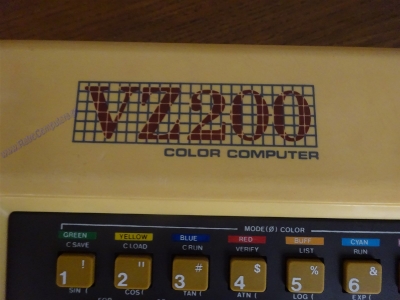 VZ200
COLOR COMPUTER
MODE(Ø) COLOR
GREEN YELLOW BLUE RED BUFF CYAN
CSAVE CLOAD CRUN VERIFY LIST RUN
1 ! 2 " 3 # 4 $ 5 % 6 &
SIN ( COS ( TAN ( ATN ( LOG ( EXP (